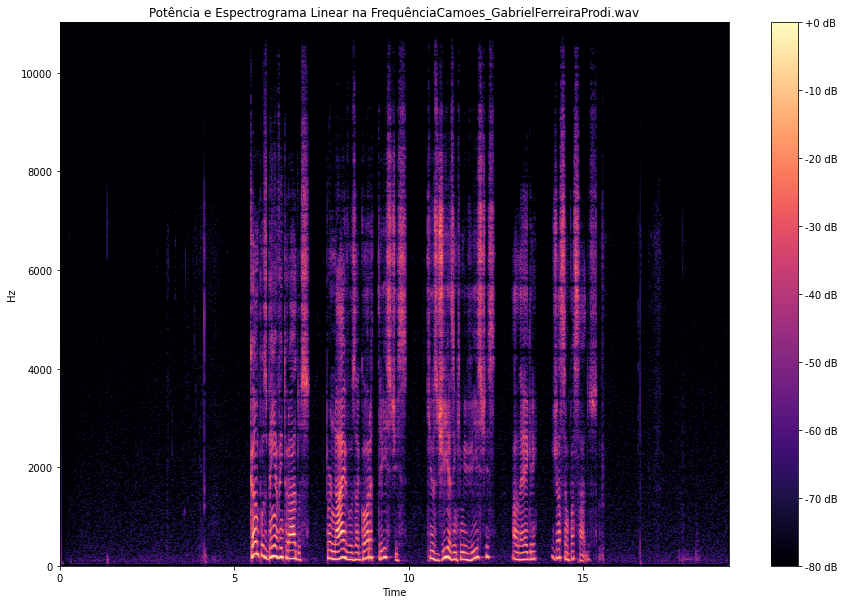 Potência e Espectrograma Linear na FrequênciaCamoes_GabrielFerreiraProdi.wav
+0 dB
10000
-10 dB
8000
-20 dB
-30 dB
6000
Hz
-40 dB
4000
-50 dB
-60 dB
2000
-70 dB
0
-80 dB
0
5
10
15
Time